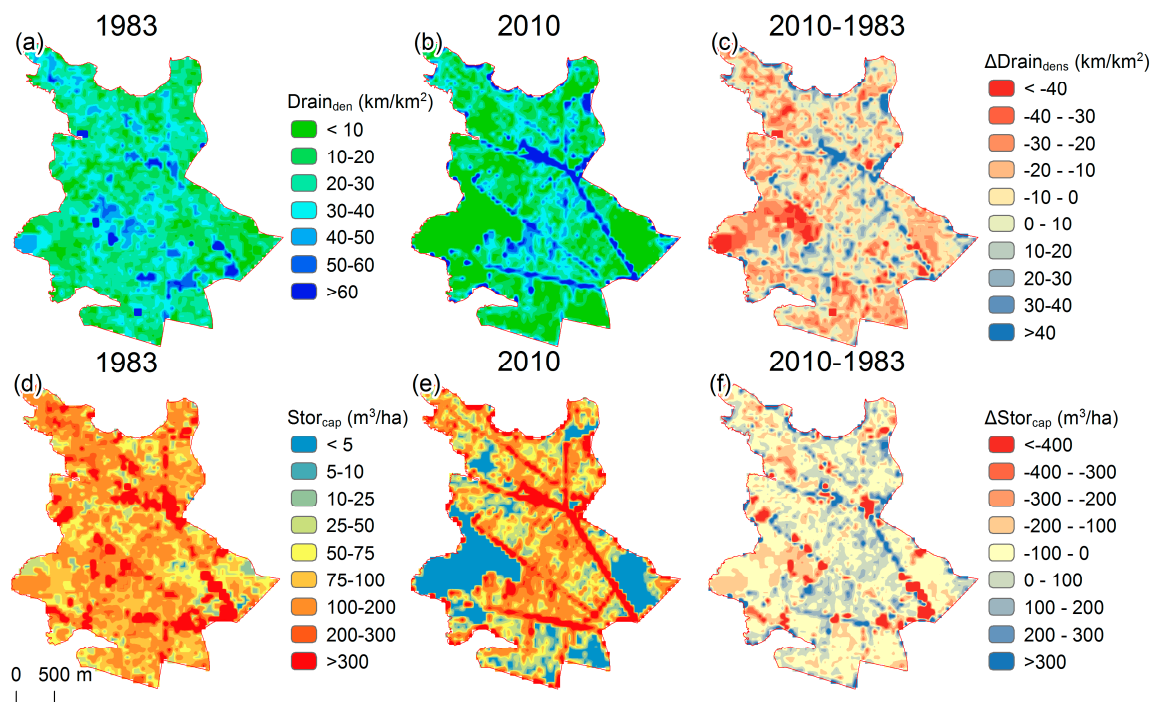 1983
2010
2010-1983
(a)
(b)
(c)
Drainden (km/km²)
< 10
10-20
20-30
30-40
40-50
50-60
>60
ΔDraindens (km/km²)
< -40
-40 - -30
-30 - -20
-20 - -10
-10 - 0
0 - 10
10-20
20-30
30-40
>40
1983
2010
2010-1983
(d)
(e)
(f)
Storcap (m³/ha)
< 5
5-10
10-25
25-50
50-75
75-100
100-200
200-300
>300
ΔStorcap (m³/ha)
<-400
-400 - -300
-300 - -200
-200 - -100
-100 - 0
0 - 100
100 - 200
200 - 300
>300
0 500 m